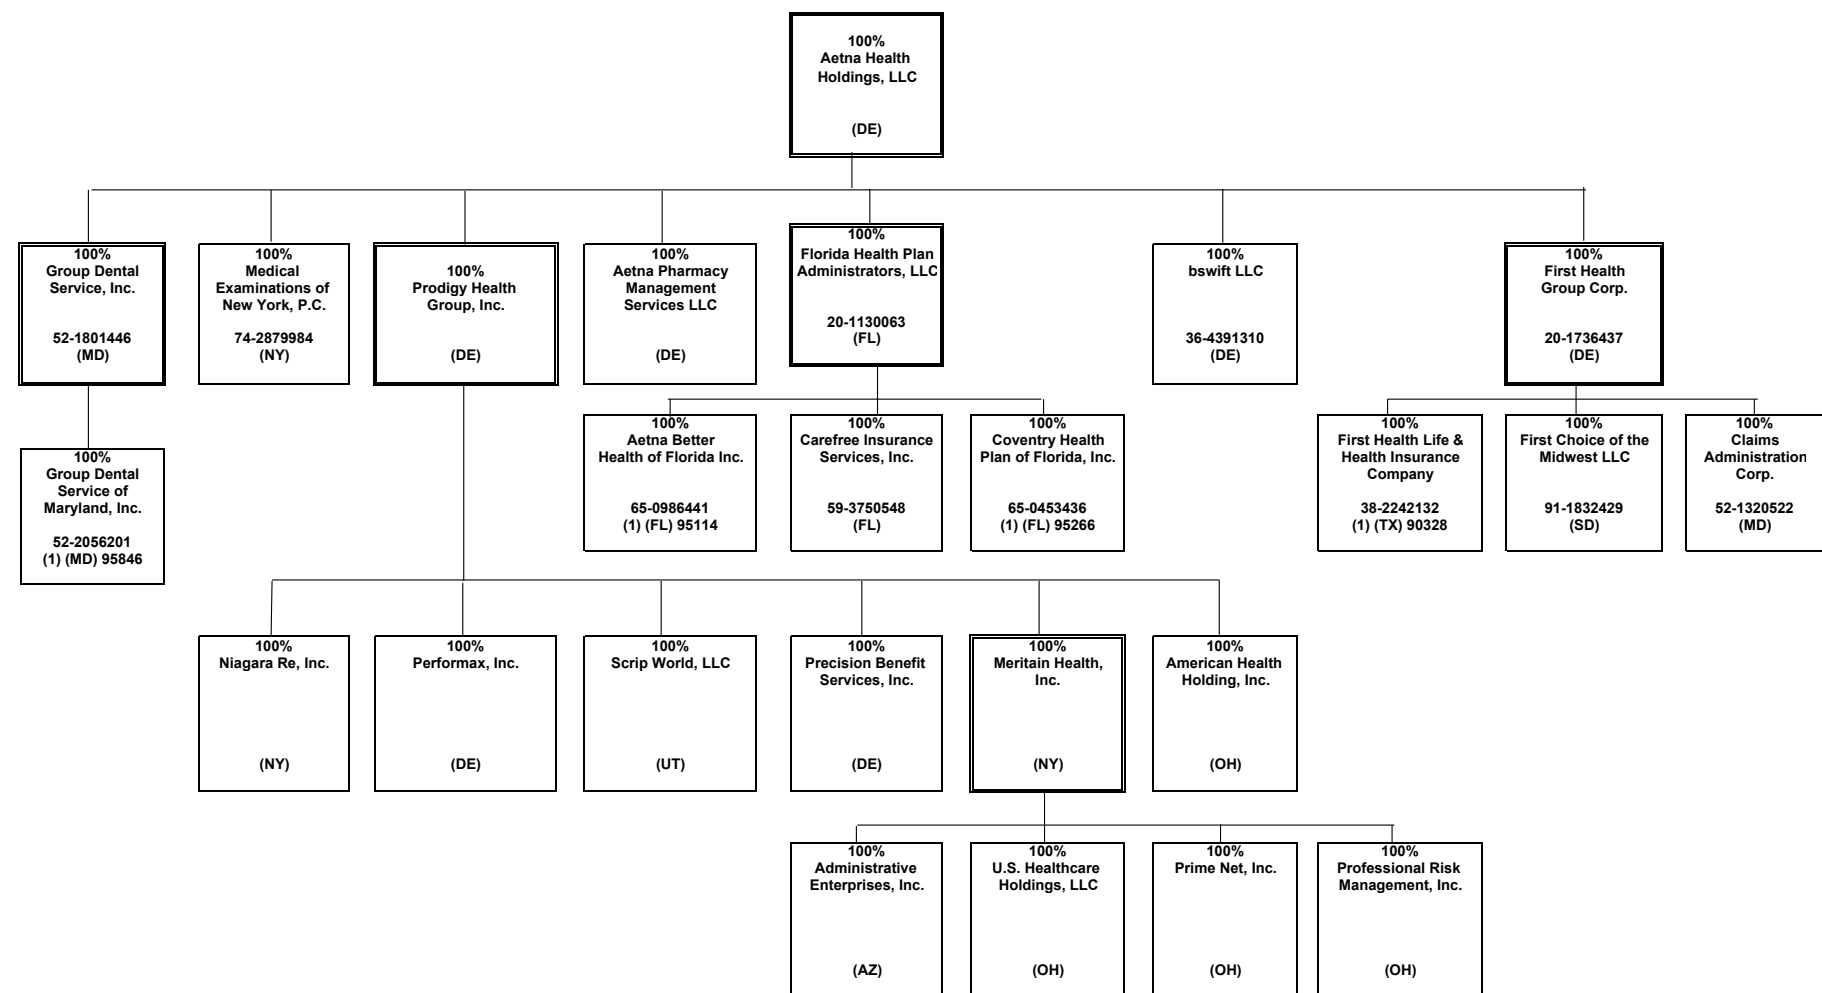 100%
Aetna Health
Holdings, LLC
(DE)
100%
Group Dental
Service, Inc.
52-1801446
(MD)
100%
Medical
Examinations of
New York, P.C.
74-2879984
(NY)
100%
Prodigy Health
Group, Inc.
(DE)
100%
Aetna Pharmacy
Management
Services LLC
(DE)
100%
Florida Health Plan
Administrators, LLC
20-1130063
(FL)
100%
bswift LLC
36-4391310
(DE)
100%
First Health
Group Corp.
20-1736437
(DE)
100%
Group Dental
Service of
Maryland, Inc.
52-2056201
(1) (MD) 95846
100%
Aetna Better
Health of Florida Inc.
65-0986441
(1) (FL) 95114
100%
Carefree Insurance
Services, Inc.
59-3750548
(FL)
100%
Coventry Health
Plan of Florida, Inc.
65-0453436
(1) (FL) 95266
100%
First Health Life &
Health Insurance
Company
38-2242132
(1) (TX) 90328
100%
First Choice of the
Midwest LLC
91-1832429
(SD)
100%
Claims
Administration
Corp.
52-1320522
(MD)
100%
Niagara Re, Inc.
(NY)
100%
Performax, Inc.
(DE)
100%
Scrip World, LLC
(UT)
100%
Precision Benefit
Services, Inc.
(DE)
100%
Meritain Health,
Inc.
(NY)
100%
American Health
Holding, Inc.
(OH)
100%
Administrative
Enterprises, Inc.
(AZ)
100%
U.S. Healthcare
Holdings, LLC
(OH)
100%
Prime Net, Inc.
(OH)
100%
Professional Risk
Management, Inc.
(OH)